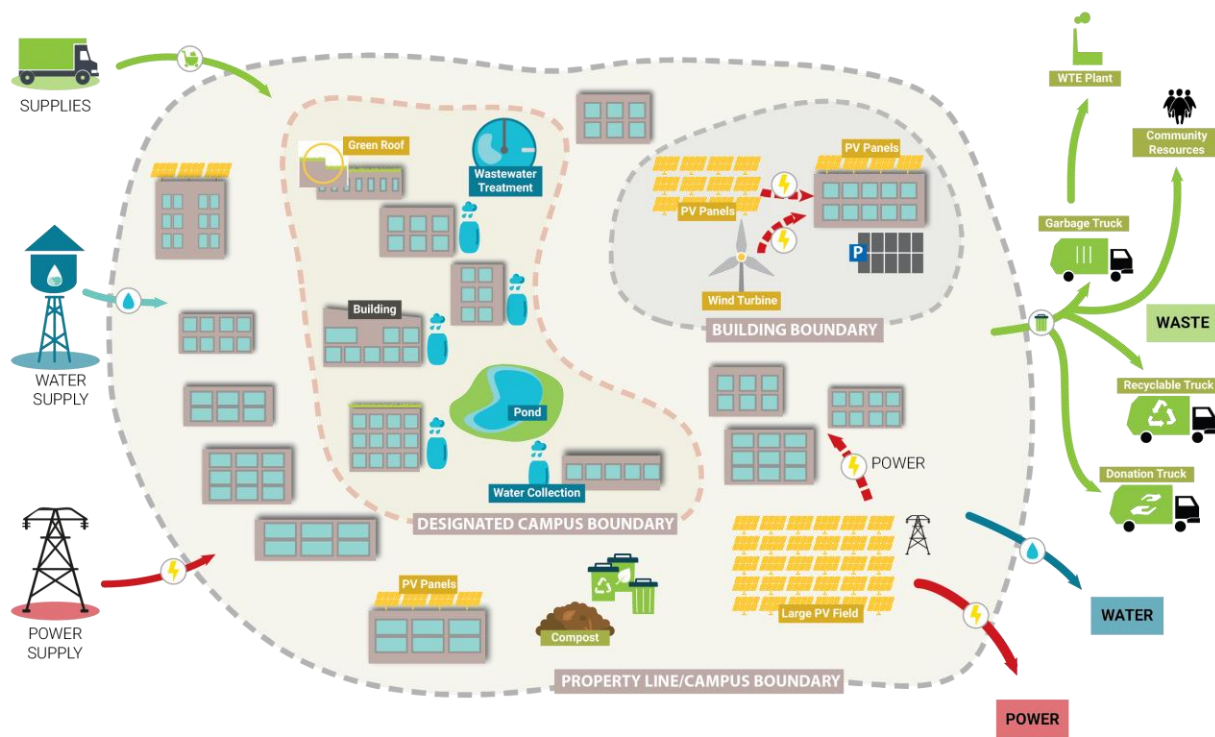 SUPPLIES
WATER
SUPPLY
POWER
SUPPLY
Green Roof
Wastewater
Treatment
Building
Pond
Water Collection
DESIGNATED CAMPUS BOUNDARY
PV Panels
PV Panels
P
Wind Turbine
BUILDING BOUNDARY
POWER
Large PV Field
PV Panels
Compost
PROPERTY LINE/CAMPUS BOUNDARY
WTE Plant
Community
Resources
Garbage Truck
WASTE
Recyclable Truck
Donation Truck
WATER
POWER